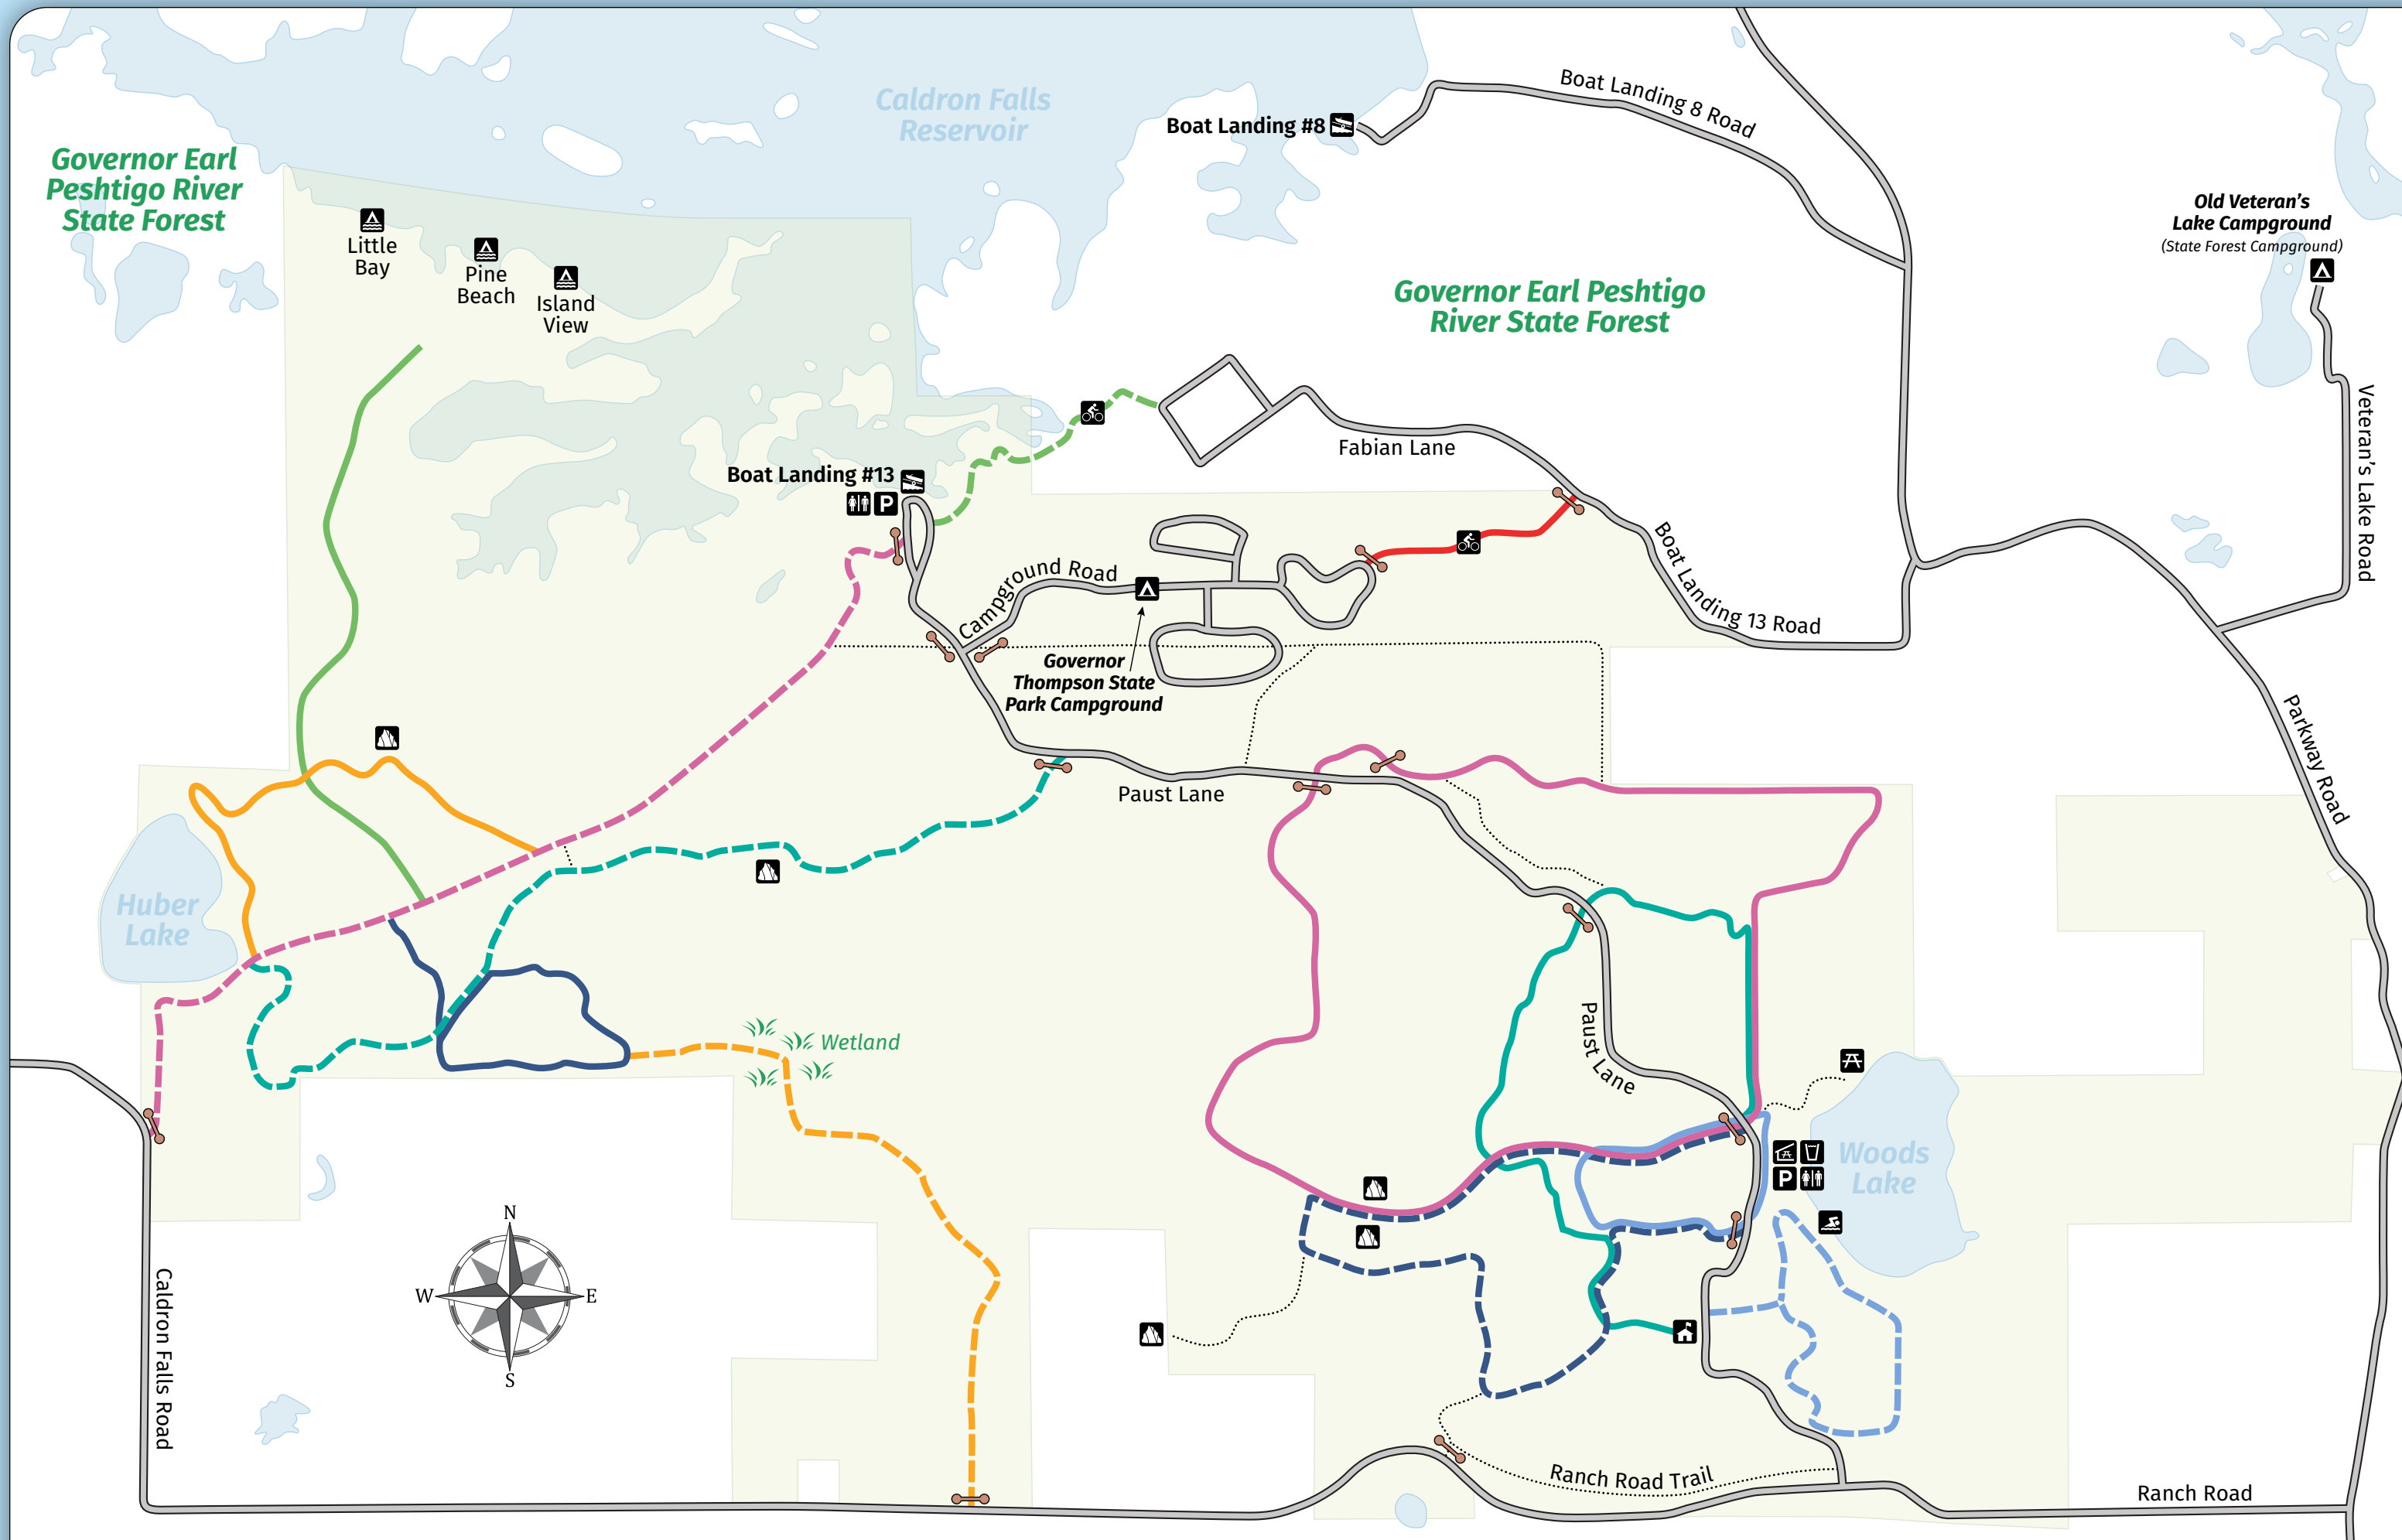 Boat Landing 8 Road
Caldron Falls
Reservoir
Boat Landing #8
Governor Earl
Peshtigo River
State Forest
Old Veteran's
Lake Campground
(State Forest Campground)
Little
Bay
Pine
Beach
Island
View
Governor Earl Peshtigo
River State Forest
Veteran's Lake Road
Fabian Lane
Boat Landing #13
P
Boat Landing 13 Road
Campground Road
Governor
Thompson State
Park Campground
Parkway Road
Paust Lane
Huber
Lake
Wetland
Paust Lane
Woods
Lake
P
N
W
E
S
Caldron Falls Road
Ranch Road Trail
Ranch Road